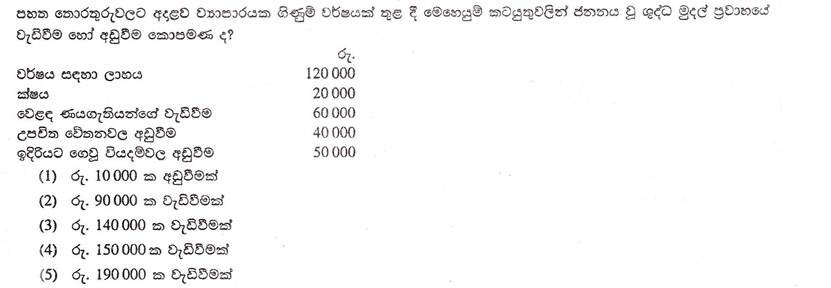 පහත තොරතුරුවලට අදාළව ව්‍යාපාරයක ගිණුම් වර්ෂයක් තුළ දී මෙහෙයුම් කටයුතුවලින් ජනනය වූ ශුද්ධ මුදල් ප්‍රවාහයේ
වැඩිවීම හෝ අඩුවීම කොපමණ ද?
රු.
වර්ෂය සඳහා ලාභය 120 000
ක්ෂය 20 000
වෙළඳ ණයගැතියන්ගේ වැඩිවීම 60 000
උපචිත වේතනවල අඩුවීම 40 000
ඉදිරියට ගෙවූ වියදම්වල අඩුවීම 50 000
(1) රු. 10 000 ක අඩුවීමක්
(2) රු. 90 000 ක වැඩිවීමක්
(3) රු. 140 000 ක වැඩිවීමක්
(4) රු. 150 000 ක වැඩිවීමක්
(5) රු. 190 000 ක වැඩිවීමක්